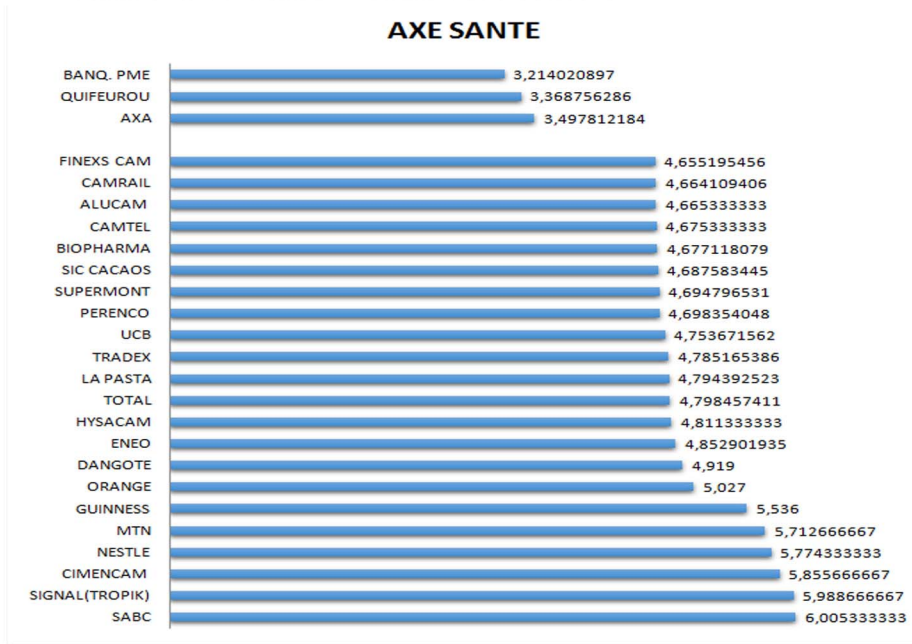 AXE SANTE
BANQ. PME 3,214020897
QUIFEUROU 3,368756286
AXA 3,497812184
FINEXS CAM 4,655195456
CAMRAIL 4,664109406
ALUCAM 4,665333333
CAMTEL 4,675333333
BIOPHARMA 4,677118079
SIC CACAOS 4,687583445
SUPERMONT 4,694796531
PERENCO 4,698354048
UCB 4,753671562
TRADEX 4,785165386
LA PASTA 4,794392523
TOTAL 4,798457411
HYSACAM 4,811333333
ENEO 4,852901935
DANGOTE 4,919
ORANGE 5,027
GUINNESS 5,536
MTN 5,712666667
NESTLE 5,774333333
CIMENCAM 5,855666667
SIGNAL(TROPIK) 5,988666667
SABC 6,005333333